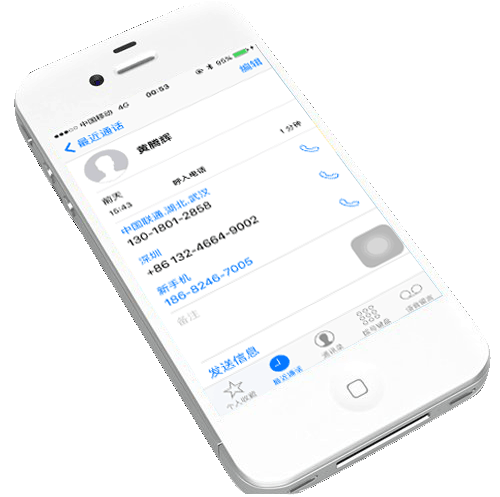 中国移动 4G 00:53 95%
最近通话 编辑
黄腾辉
前天
15:43 呼入电话 1 分钟
中国联通,湖北,武汉
130-1801-2858
深圳
+86 132-4664-9002
新手机
186-8246-7005
备注
发送信息
个人收藏 最近通话 通讯录 拨号键盘 语音留言